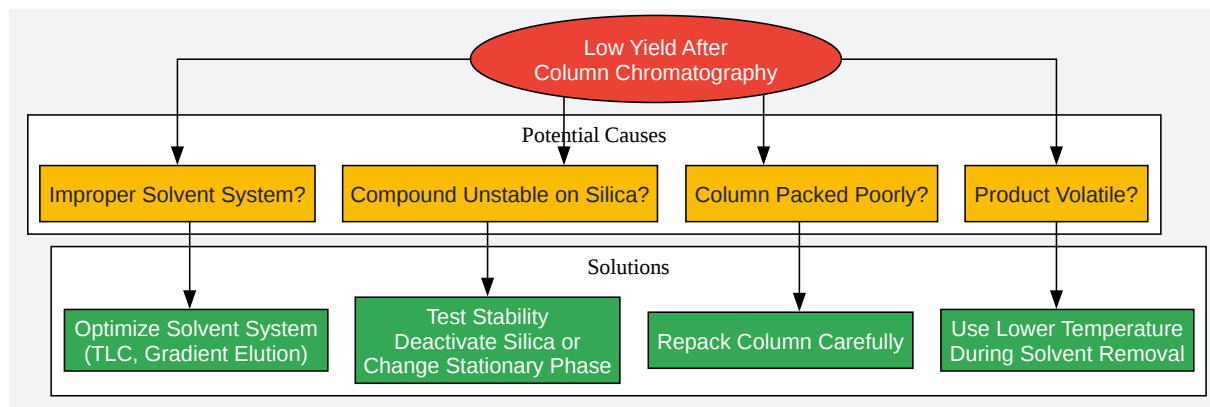 Low Yield After
Column Chromatography
Potential Causes
Improper Solvent System?
Compound Unstable on Silica?
Column Packed Poorly?
Product Volatile?
Solutions
Optimize Solvent System
(TLC, Gradient Elution)
Test Stability
Deactivate Silica or
Change Stationary Phase
Repack Column Carefully
Use Lower Temperature
During Solvent Removal